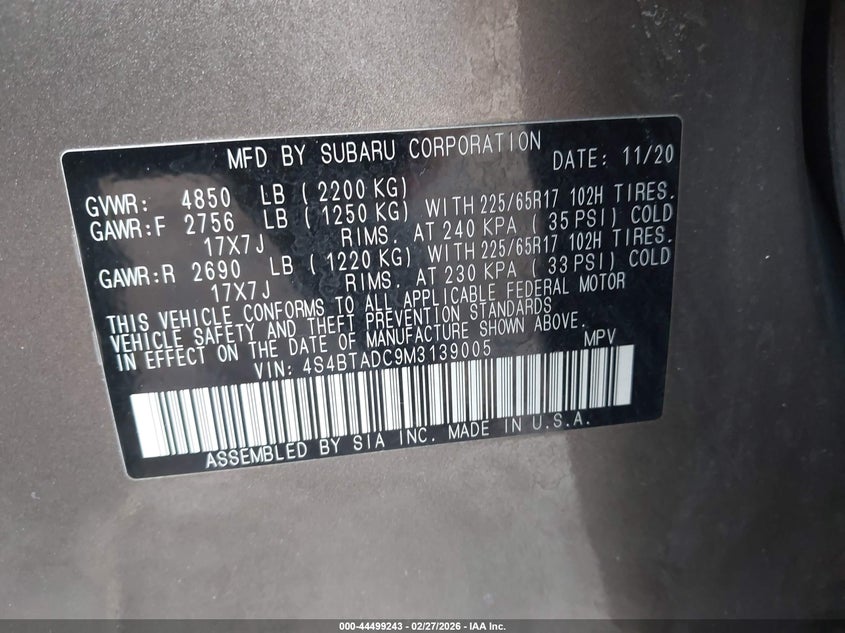 MFD BY SUBARU CORPORATION DATE: 11/20
GVWR: 4850 LB ( 2200 KG)
GAWR:F 2756 LB ( 1250 KG) WITH 225/65R17 102H TIRES.
17X7J RIMS. AT 240 KPA ( 35 PSI) COLD
GAWR:R 2690 LB ( 1220 KG) WITH 225/65R17 102H TIRES.
17X7J RIMS. AT 230 KPA ( 33 PSI) COLD
THIS VEHICLE CONFORMS TO ALL APPLICABLE FEDERAL MOTOR
VEHICLE SAFETY AND THEFT PREVENTION STANDARDS
IN EFFECT ON THE DATE OF MANUFACTURE SHOWN ABOVE.
VIN: 4S4BTADC9M3139005 MPV
ASSEMBLED BY SIA INC. MADE IN U.S.A.
000-44499243 - 02/27/2026 - IAA Inc.